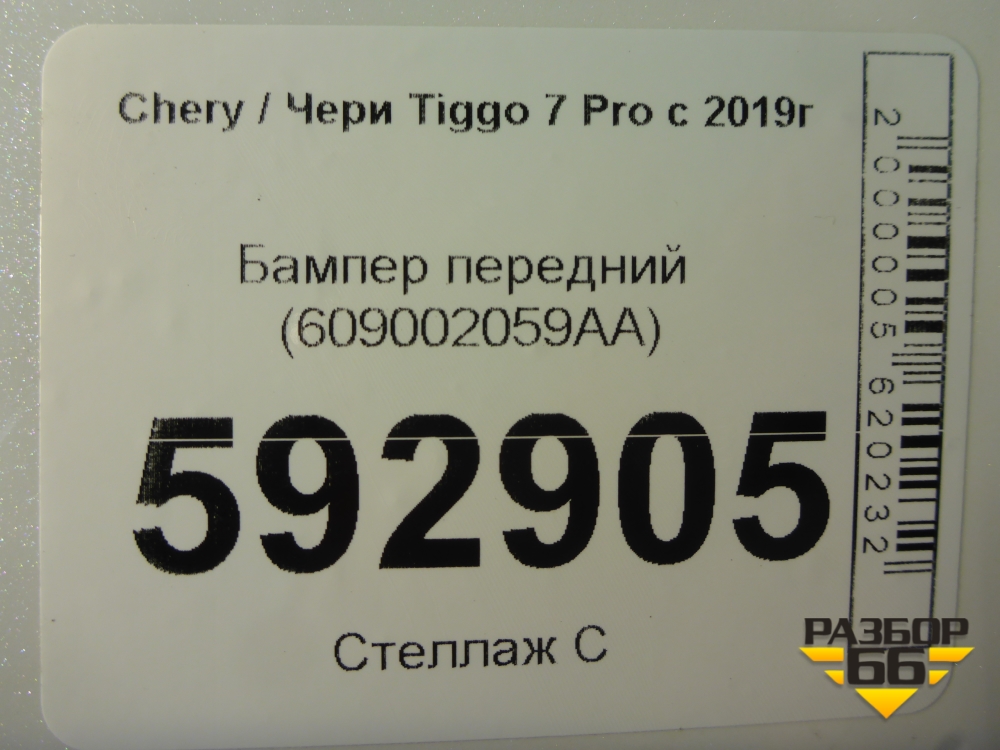 Chery / Чери Tiggo 7 Pro с 2019г
Бампер передний
(609002059AA)
592905
Стеллаж С
2000005620232
РАЗБОР
66